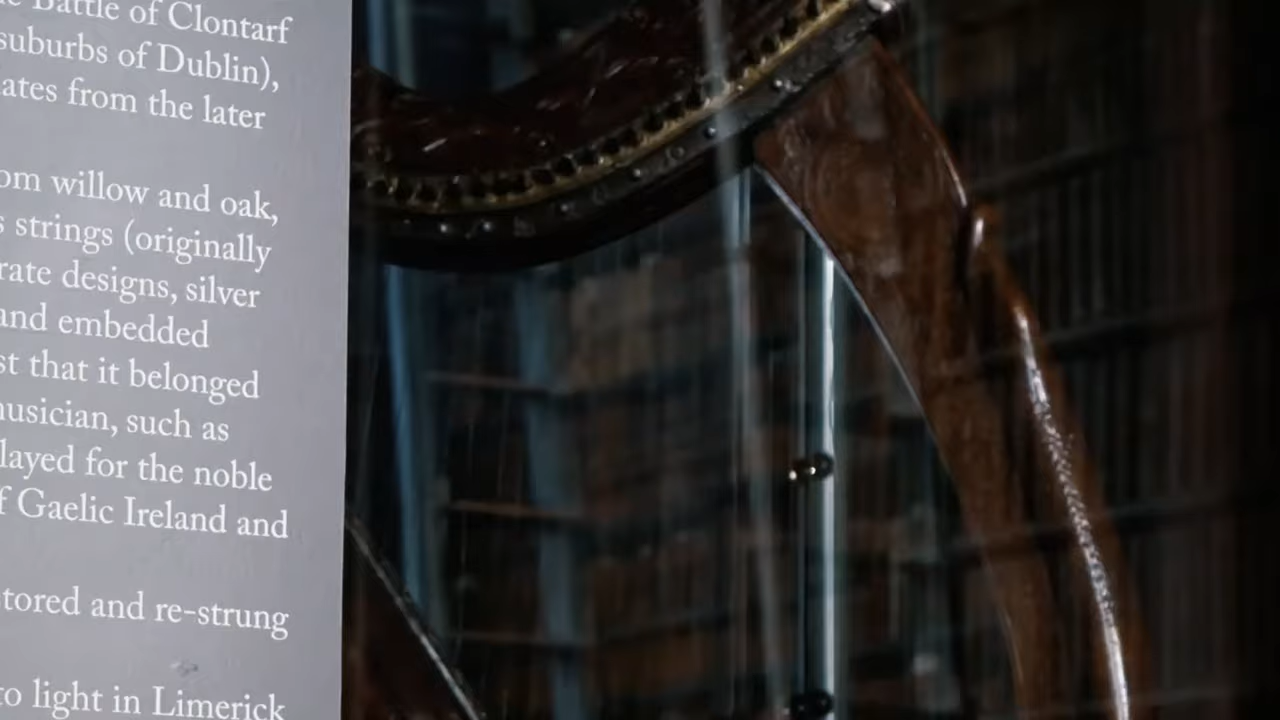 Battle of Clontarf
suburbs of Dublin),
ates from the later
om willow and oak,
s strings (originally
rate designs, silver
and embedded
st that it belonged
usician, such as
layed for the noble
f Gaelic Ireland and
tored and re-strung
to light in Limerick